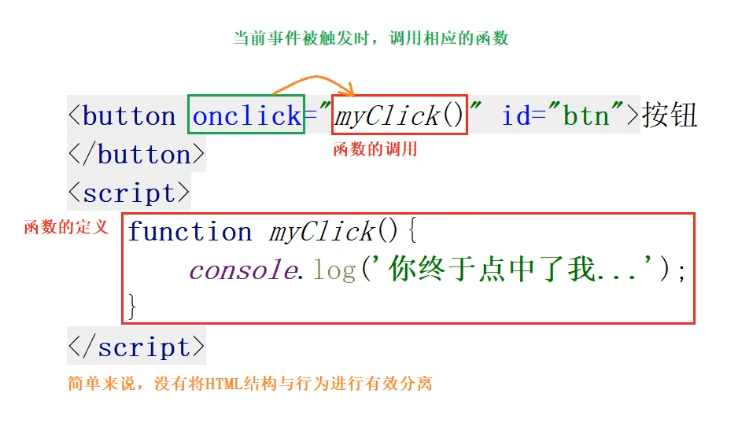 当前事件被触发时，调用相应的函数
<button onclick="myClick()" id="btn">按钮
函数的调用
</button>
<script>
函数的定义
function myClick(){
console.log('你终于点中了我...');
}
</script>
简单来说，没有将HTML结构与行为进行有效分离